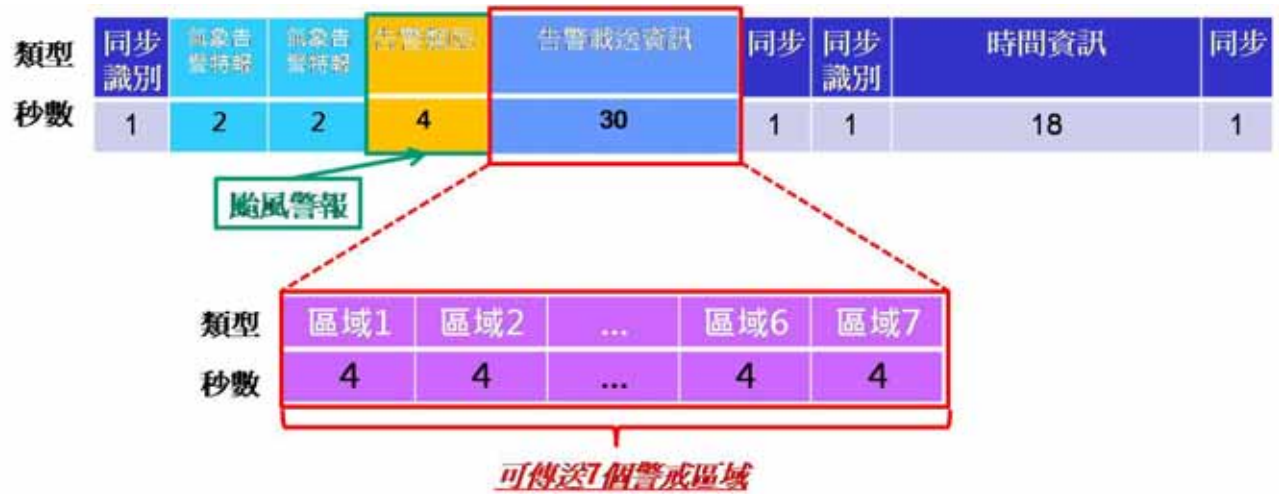 類型 同步 氣象告 氣象告 告警類態 告警載送資訊 同步 同步 時間資訊 同步
識別 警特報 警特報 識別
秒數 1 2 2 4 30 1 1 18 1
颱風警報
類型 區域1 區域2 ... 區域6 區域7
秒數 4 4 ... 4 4
可傳送7個警戒區域